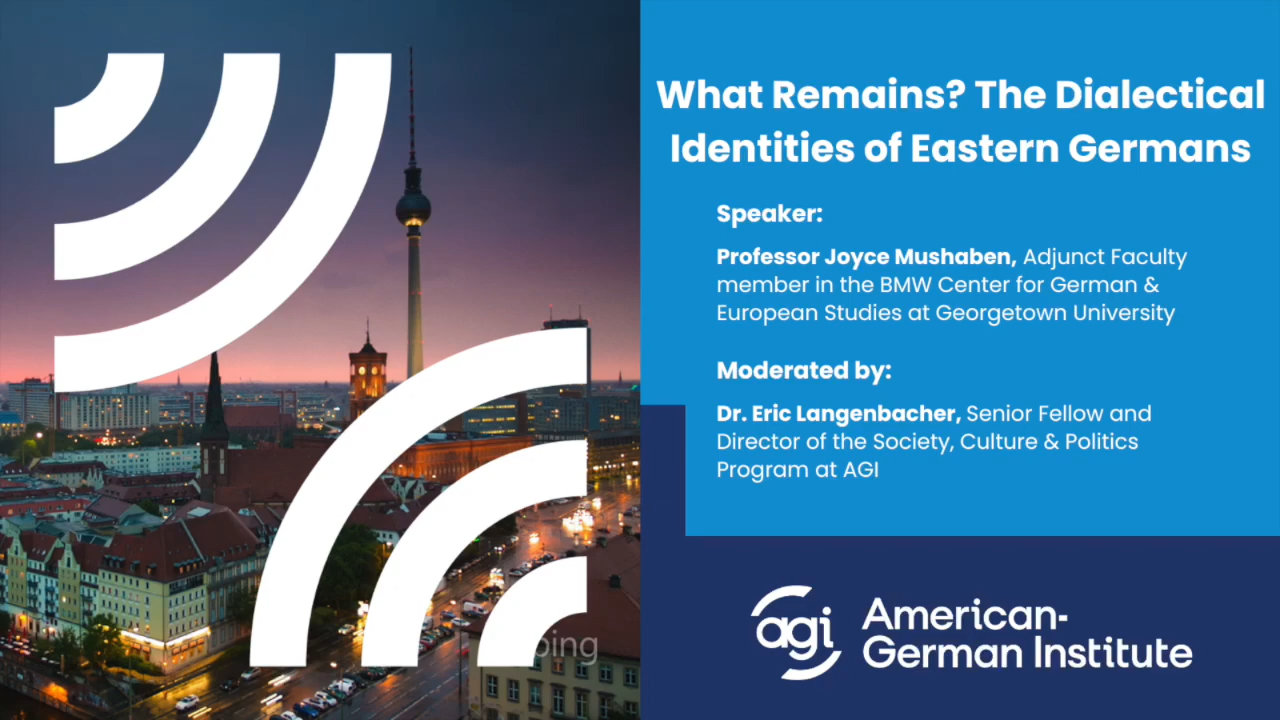 What Remains? The Dialectical
Identities of Eastern Germans
Speaker:
Professor Joyce Mushaben, Adjunct Faculty
member in the BMW Center for German &
European Studies at Georgetown University
Moderated by:
Dr. Eric Langenbacher, Senior Fellow and
Director of the Society, Culture & Politics
Program at AGI
agi
American-
German Institute